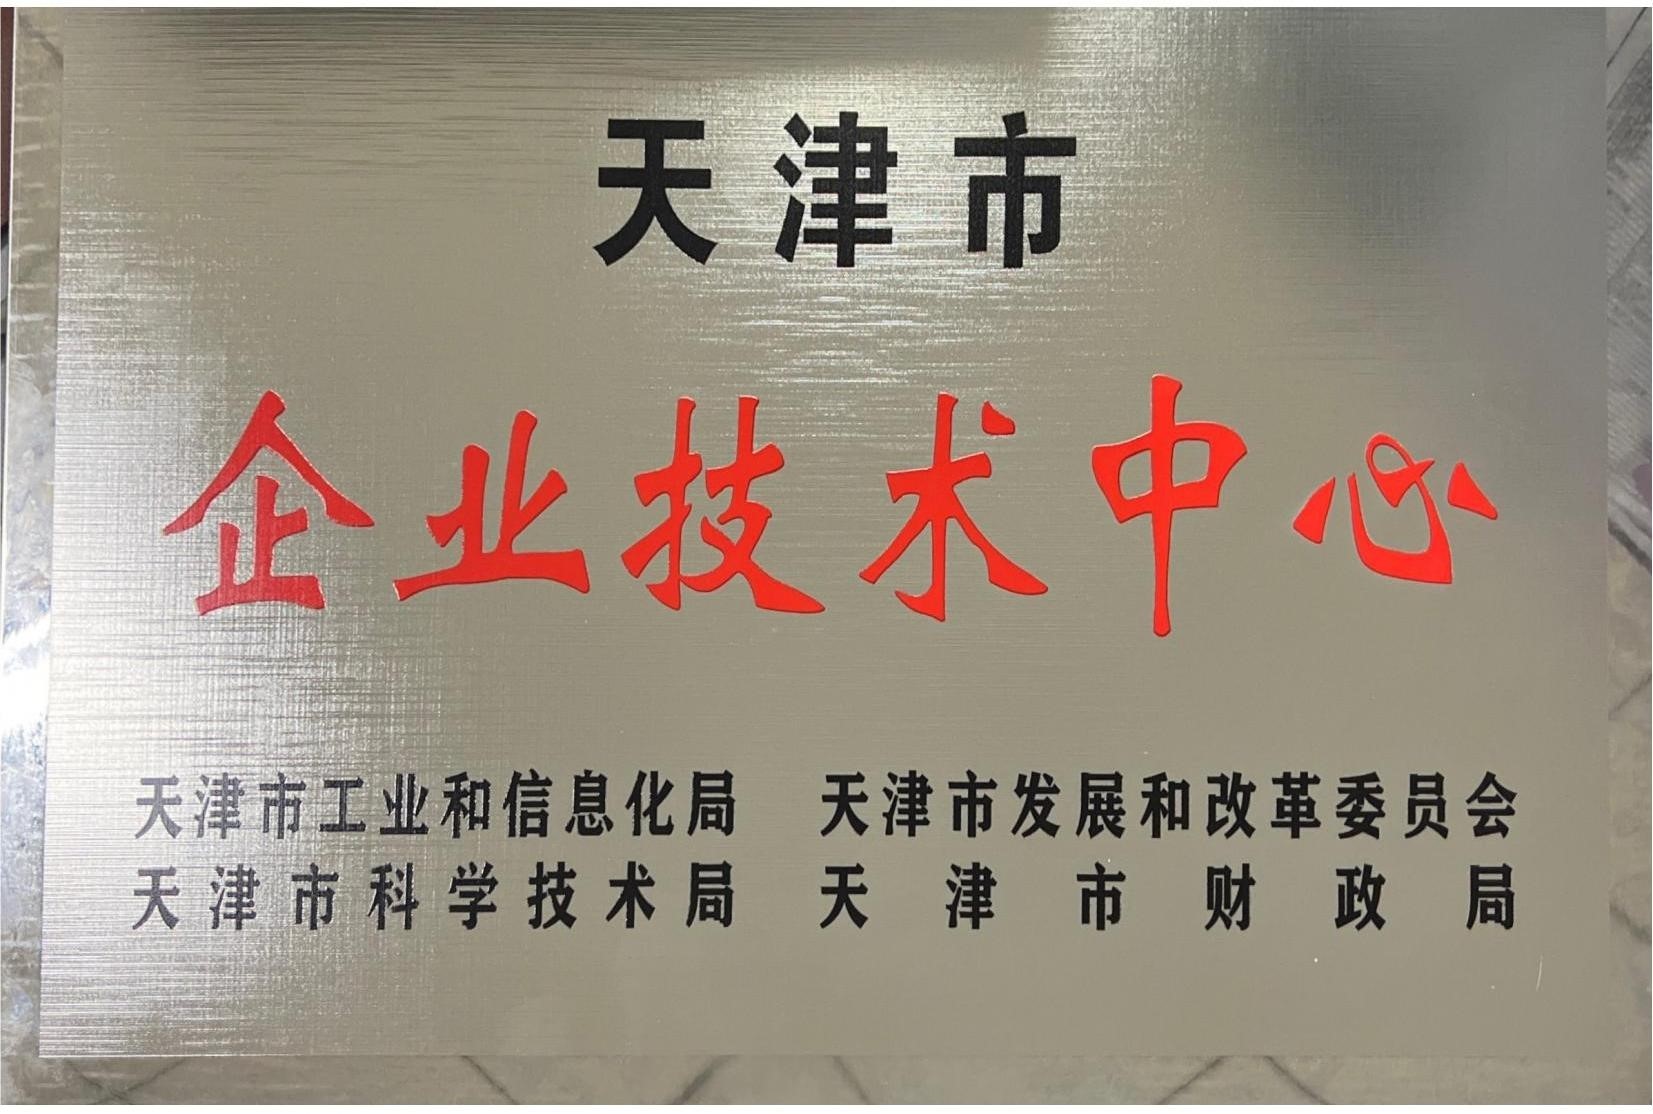 天津市
企业技术中心
天津市工业和信息化局 天津市发展和改革委员会
天津市科学技术局 天津市财政局